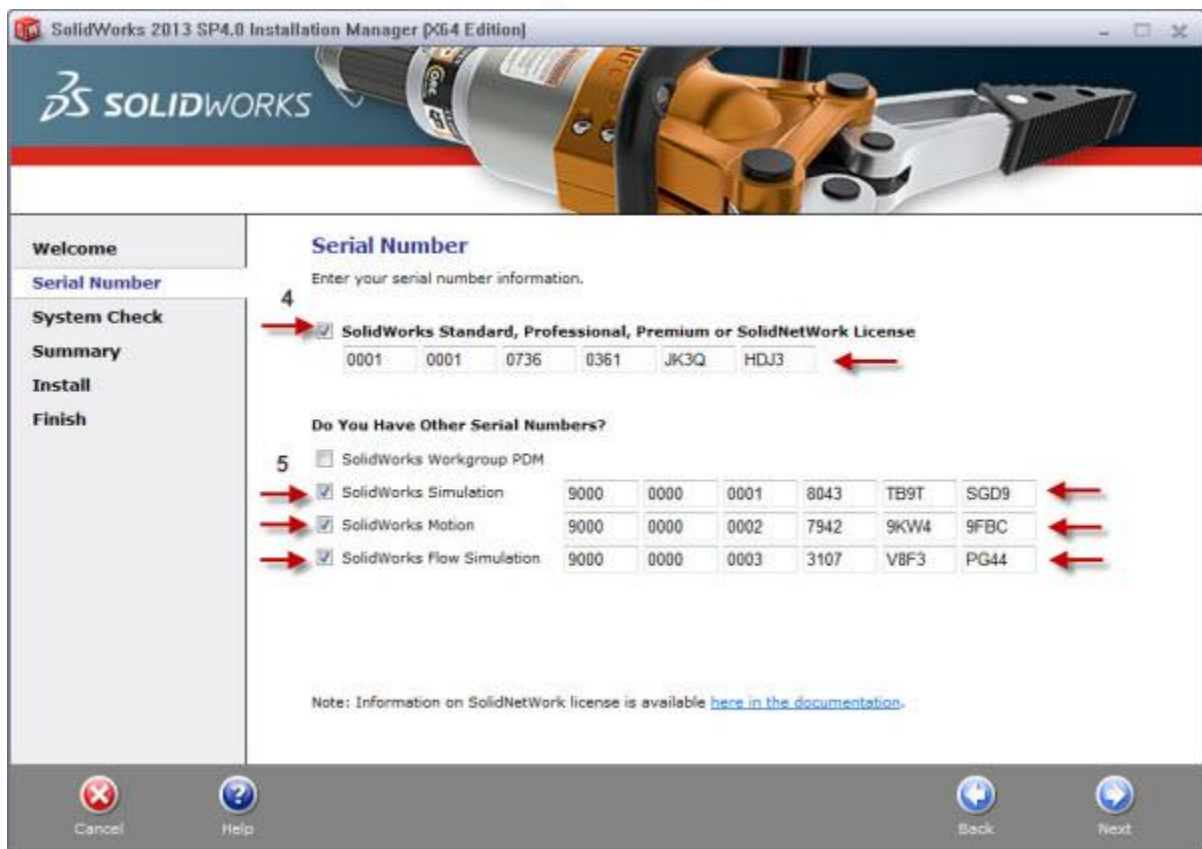 SolidWorks 2013 SP4.0 Installation Manager [X64 Edition]
SOLIDWORKS
Welcome
Serial Number
System Check
Summary
Install
Finish
Serial Number
Enter your serial number information.
4
SolidWorks Standard, Professional, Premium or SolidNetWork License
0001 0001 0736 0361 JK3Q HDJ3
Do You Have Other Serial Numbers?
SolidWorks Workgroup PDM
5
SolidWorks Simulation 9000 0000 0001 8043 TB9T SGD9
SolidWorks Motion 9000 0000 0002 7942 9KW4 9FBC
SolidWorks Flow Simulation 9000 0000 0003 3107 V8F3 PG44
Note: Information on SolidNetWork license is available here in the documentation.
Cancel Help Back Next